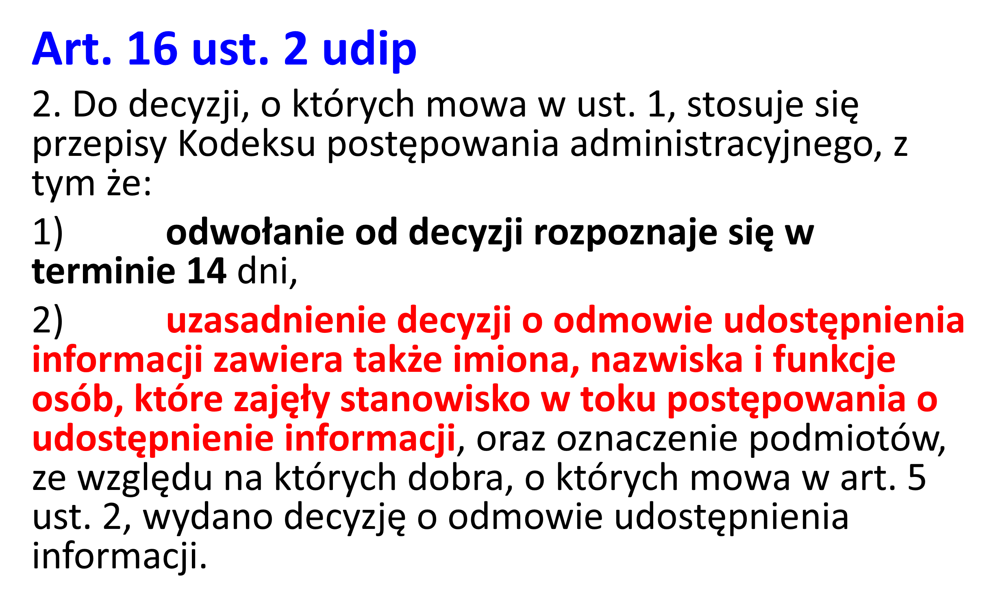 Art. 16 ust. 2 udip
2. Do decyzji, o których mowa w ust. 1, stosuje się
przepisy Kodeksu postępowania administracyjnego, z
tym że:
1) odwołanie od decyzji rozpoznaje się w
terminie 14 dni,
2) uzasadnienie decyzji o odmowie udostępnienia
informacji zawiera także imiona, nazwiska i funkcje
osób, które zajęły stanowisko w toku postępowania o
udostępnienie informacji, oraz oznaczenie podmiotów,
ze względu na których dobra, o których mowa w art. 5
ust. 2, wydano decyzję o odmowie udostępnienia
informacji.